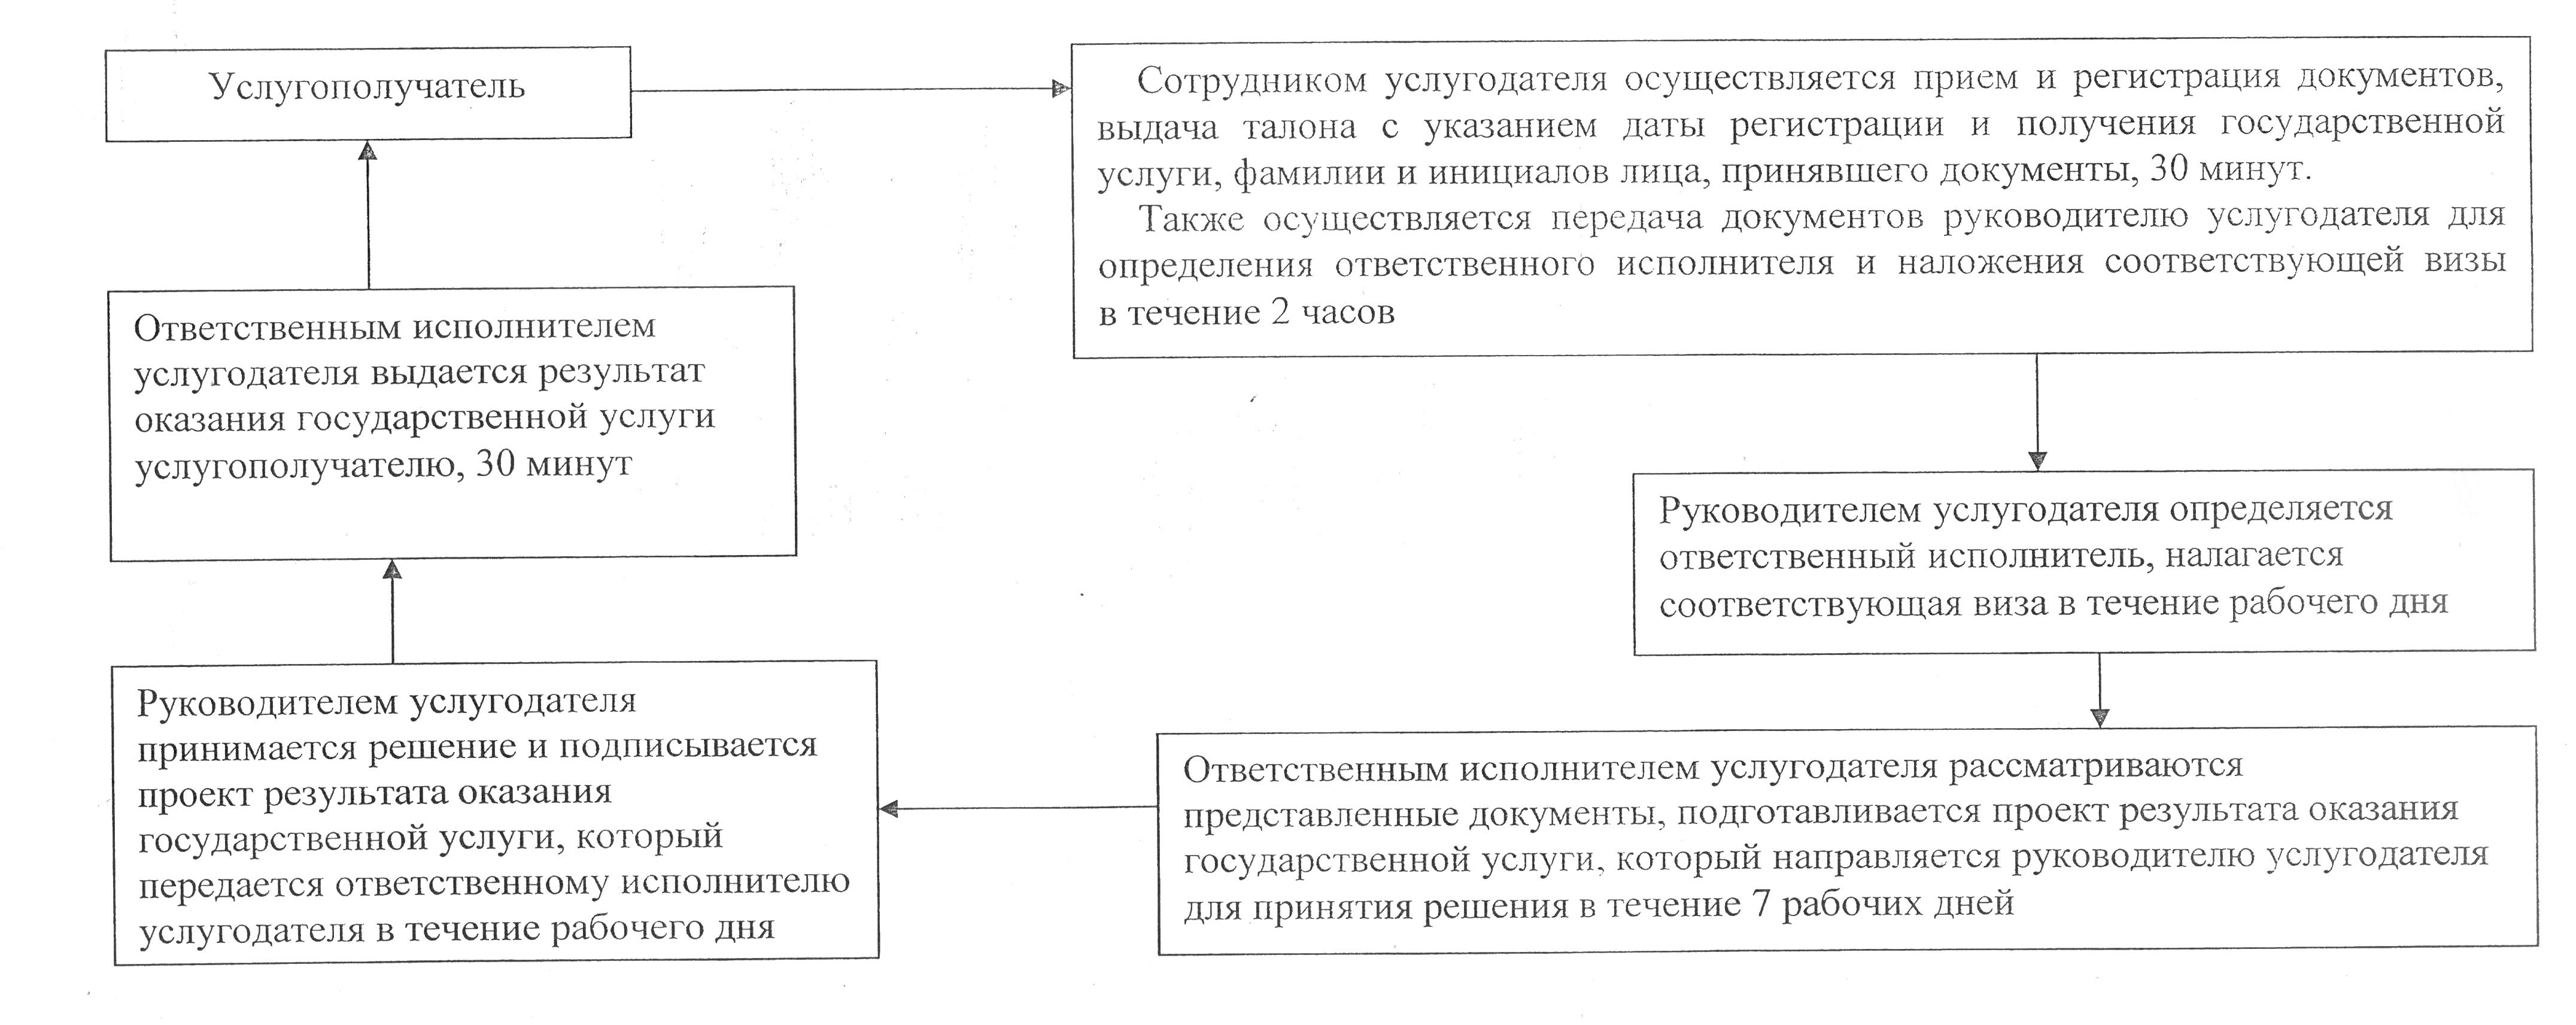 Услугополучатель
Сотрудником услугодателя осуществляется прием и регистрация документов,
выдача талона с указанием даты регистрации и получения государственной
услуги, фамилии и инициалов лица, принявшего документы, 30 минут.
Также осуществляется передача документов руководителю услугодателя для
определения ответственного исполнителя и наложения соответствующей визы
в течение 2 часов
Руководителем услугодателя определяется
ответственный исполнитель, налагается
соответствующая виза в течение рабочего дня
Ответственным исполнителем услугодателя рассматриваются
представленные документы, подготавливается проект результата оказания
государственной услуги, который направляется руководителю услугодателя
для принятия решения в течение 7 рабочих дней
Руководителем услугодателя
принимается решение и подписывается
проект результата оказания
государственной услуги, который
передается ответственному исполнителю
услугодателя в течение рабочего дня
Ответственным исполнителем
услугодателя выдается результат
оказания государственной услуги
услугополучателю, 30 минут